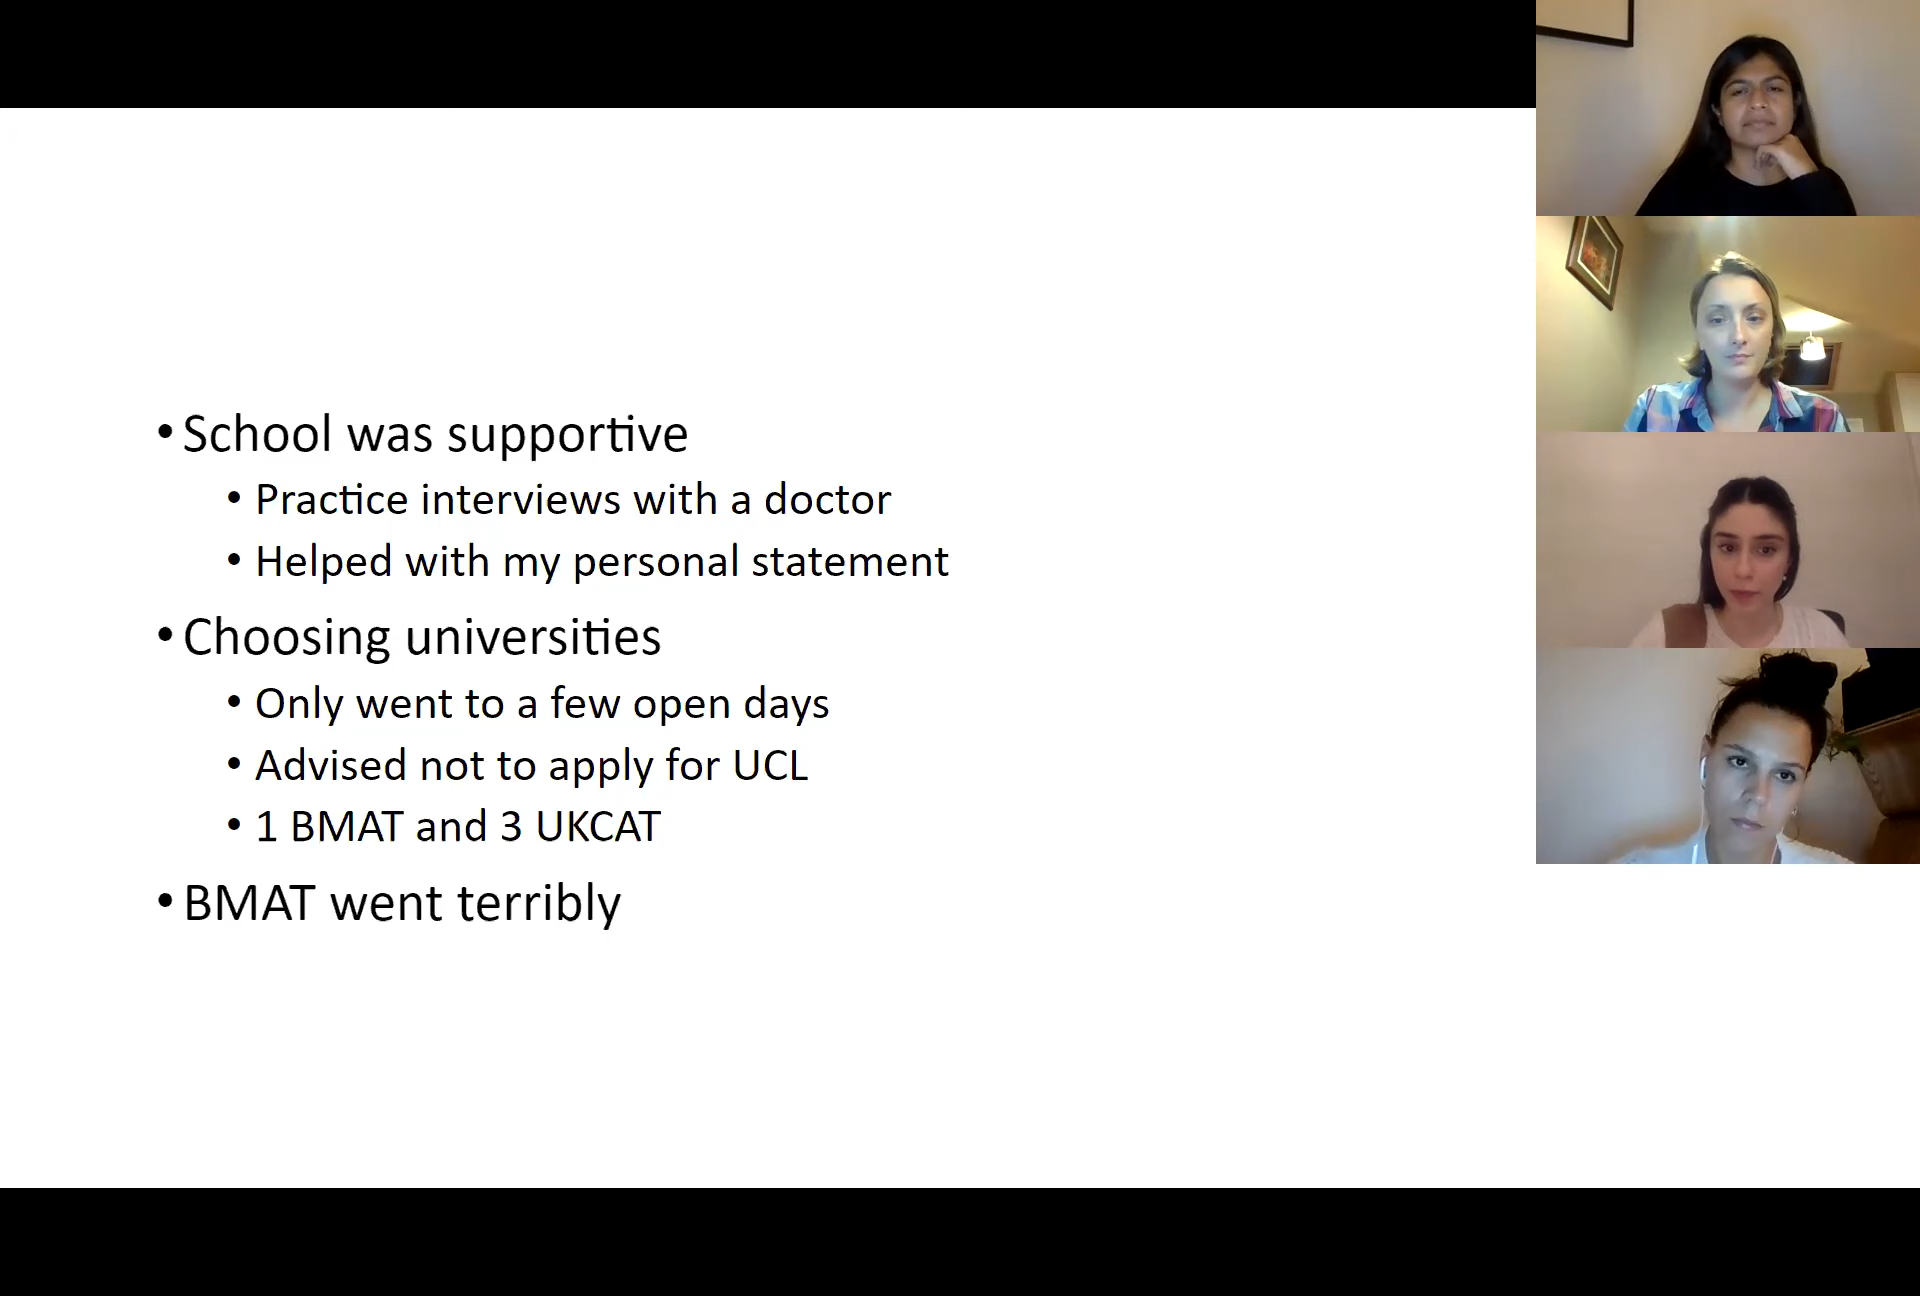 • School was supportive
• Practice interviews with a doctor
• Helped with my personal statement
• Choosing universities
• Only went to a few open days
• Advised not to apply for UCL
• 1 BMAT and 3 UKCAT
• BMAT went terribly